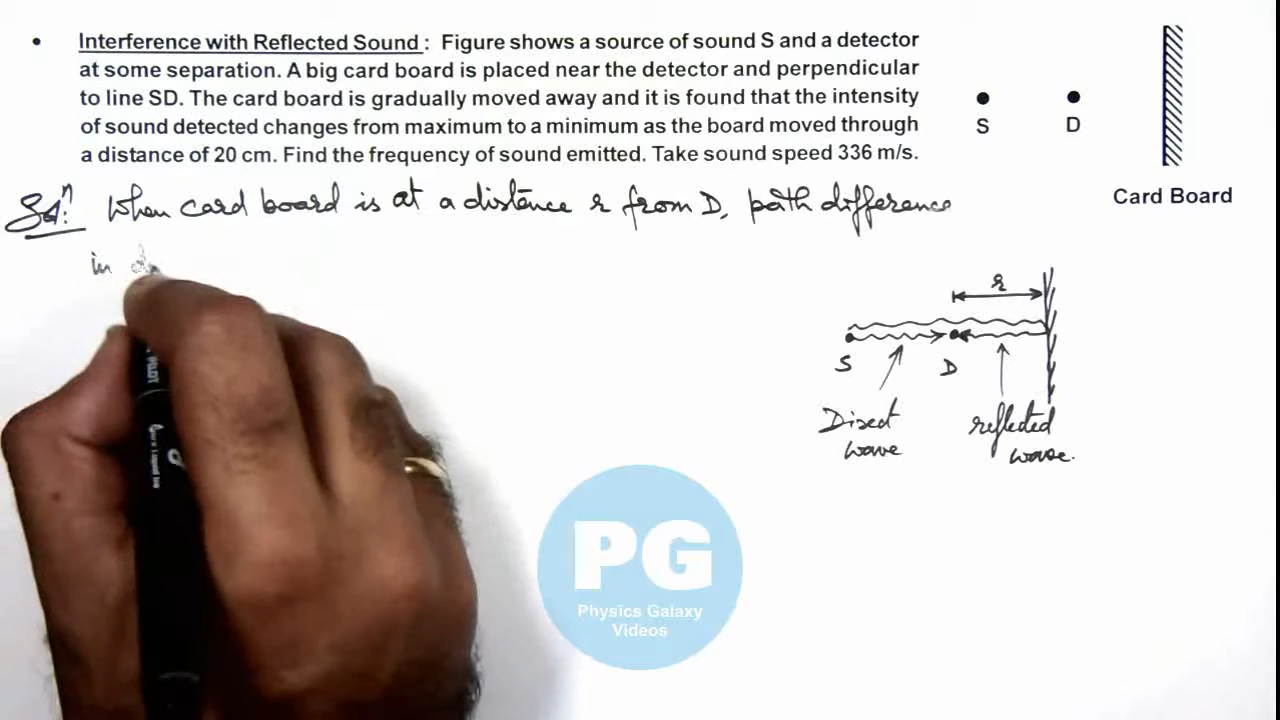 • Interference with Reflected Sound : Figure shows a source of sound S and a detector
at some separation. A big card board is placed near the detector and perpendicular
to line SD. The card board is gradually moved away and it is found that the intensity
of sound detected changes from maximum to a minimum as the board moved through
a distance of 20 cm. Find the frequency of sound emitted. Take sound speed 336 m/s.
S D
Card Board
Solⁿ: When card board is at a distance r from D, path difference
in
r
S D
Direct
wave
reflected
wave.
PILOT
PG
Physics Galaxy
Videos